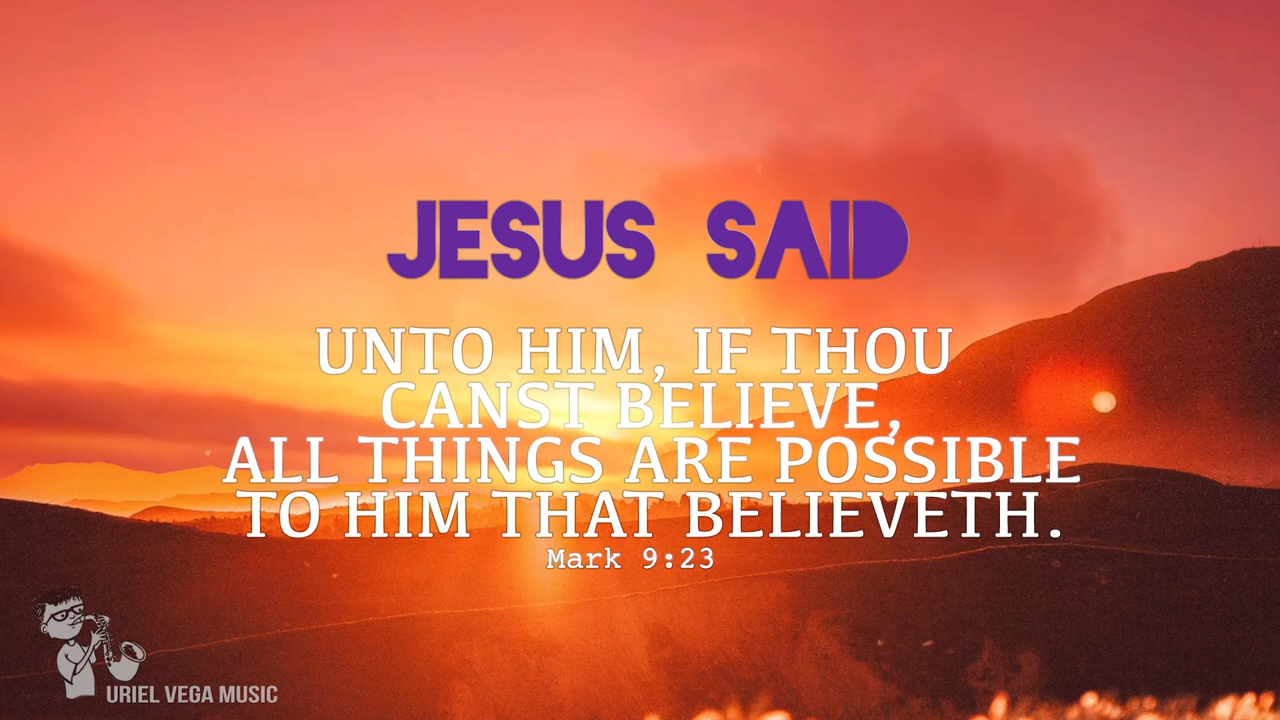 JESUS SAID
UNTO HIM, IF THOU
CANST BELIEVE,
ALL THINGS ARE POSSIBLE
TO HIM THAT BELIEVETH.
Mark 9:23
URIEL VEGA MUSIC